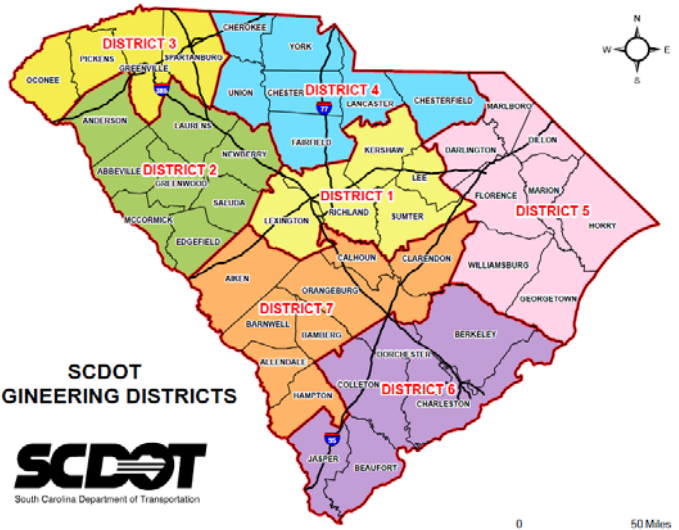 N
W E
S
DISTRICT 3
CHEROKEE
YORK
SPARTANBURG
PICKENS
GREENVILLE
OCONEE
UNION
CHESTER
DISTRICT 4
LANCASTER
CHESTERFIELD
MARLBORO
385
77
ANDERSON
LAURENS
FAIRFIELD
KERSHAW
DARLINGTON
DILLON
NEWBERRY
ABBEVILLE
DISTRICT 2
GREENWOOD
LEE
MARION
FLORENCE
DISTRICT 1
SALUDA
LEXINGTON
RICHLAND
SUMTER
DISTRICT 5
HORRY
MCCORMICK
EDGEFIELD
CALHOUN
CLARENDON
WILLIAMSBURG
AIKEN
ORANGEBURG
GEORGETOWN
DISTRICT 7
BARNWELL
BAMBERG
BERKELEY
ALLENDALE
DORCHESTER
COLLETON
DISTRICT 6
HAMPTON
CHARLESTON
95
JASPER
BEAUFORT
SCDOT
GINEERING DISTRICTS
SCDOT
South Carolina Department of Transportation
0 50 Miles